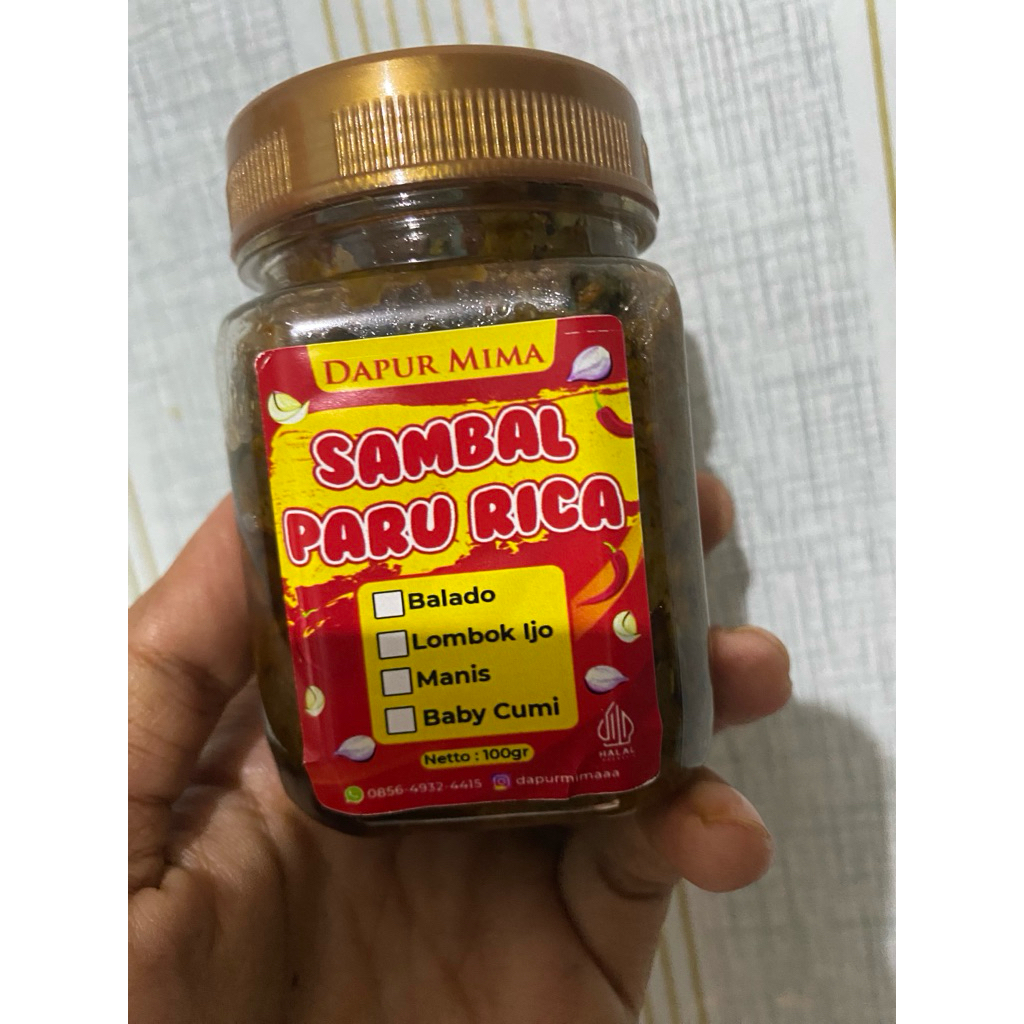 DAPUR MIMA
SAMBAL
PARU RICA
Balado
Lombok Ijo
Manis
Baby Cumi
Netto : 100gr
HALAL
0856-4932-4415 dapurmimaaa